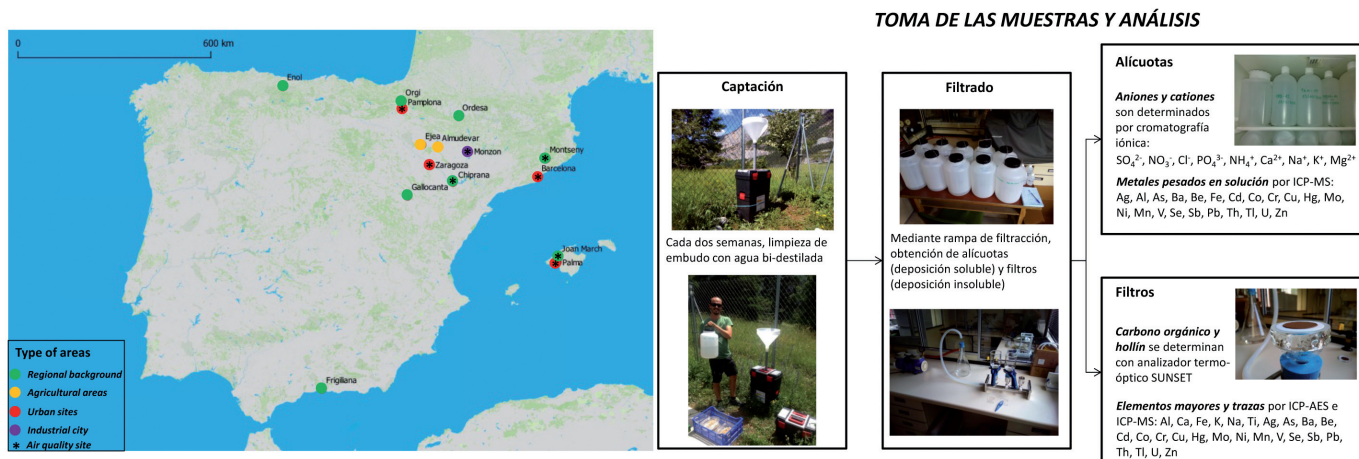 TOMA DE LAS MUESTRAS Y ANÁLISIS
0 600 km
Enol
Orgi
Pamplona
Ordesa
Ejea
Almudevar
Monzon
Zaragoza
Chiprana
Gallocanta
Montseny
Barcelona
Joan March
Palma
Frigiliana
Type of areas
Regional background
Agricultural areas
Urban sites
Industrial city
* Air quality site
Captación
Cada dos semanas, limpieza de
embudo con agua bi-destilada
Filtrado
Mediante rampa de filtracción,
obtención de alícuotas
(deposición soluble) y filtros
(deposición insoluble)
Alícuotas
Aniones y cationes
son determinados
por cromatografía
iónica:
SO₄²⁻, NO₃⁻, Cl⁻, PO₄³⁻, NH₄⁺, Ca²⁺, Na⁺, K⁺, Mg²⁺
Metales pesados en solución por ICP-MS:
Ag, Al, As, Ba, Be, Fe, Cd, Co, Cr, Cu, Hg, Mo,
Ni, Mn, V, Se, Sb, Pb, Th, Tl, U, Zn
Filtros
Carbono orgánico y
hollín se determinan
con analizador termo-
óptico SUNSET
Elementos mayores y trazas por ICP-AES e
ICP-MS: Al, Ca, Fe, K, Na, Ti, Ag, As, Ba, Be,
Cd, Co, Cr, Cu, Hg, Mo, Ni, Mn, V, Se, Sb, Pb,
Th, Tl, U, Zn